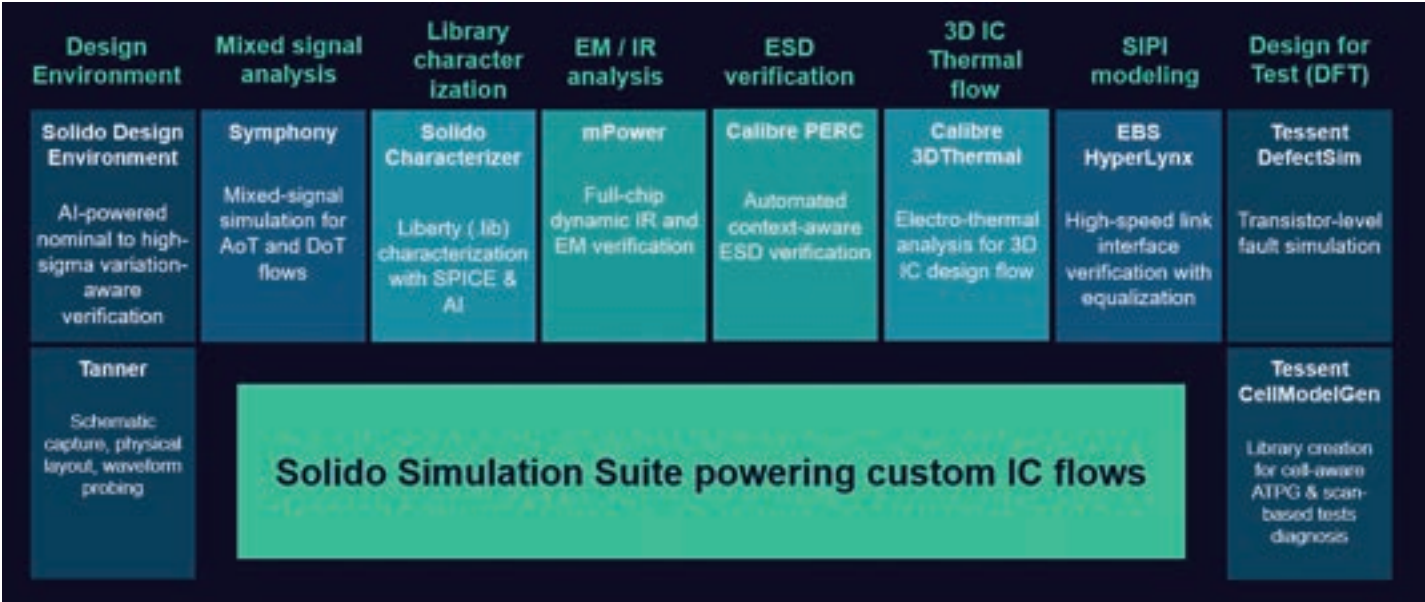 Design
Environment
Mixed signal
analysis
Library
character
ization
EM / IR
analysis
ESD
verification
3D IC
Thermal
flow
SIPI
modeling
Design for
Test (DFT)
Solido Design
Environment
AI-powered
nominal to high-
sigma variation-
aware
verification
Symphony
Mixed-signal
simulation for
AoT and DoT
flows
Solido
Characterizer
Liberty (.lib)
characterization
with SPICE &
AI
mPower
Full-chip
dynamic IR and
EM verification
Calibre PERC
Automated
context-aware
ESD verification
Calibre
3DThermal
Electro-thermal
analysis for 3D
IC design flow
EBS
HyperLynx
High-speed link
interface
verification with
equalization
Tessent
DefectSim
Transistor-level
fault simulation
Tanner
Schematic
capture, physical
layout, waveform
probing
Solido Simulation Suite powering custom IC flows
Tessent
CellModelGen
Library creation
for cell-aware
ATPG & scan-
based tests
diagnosis